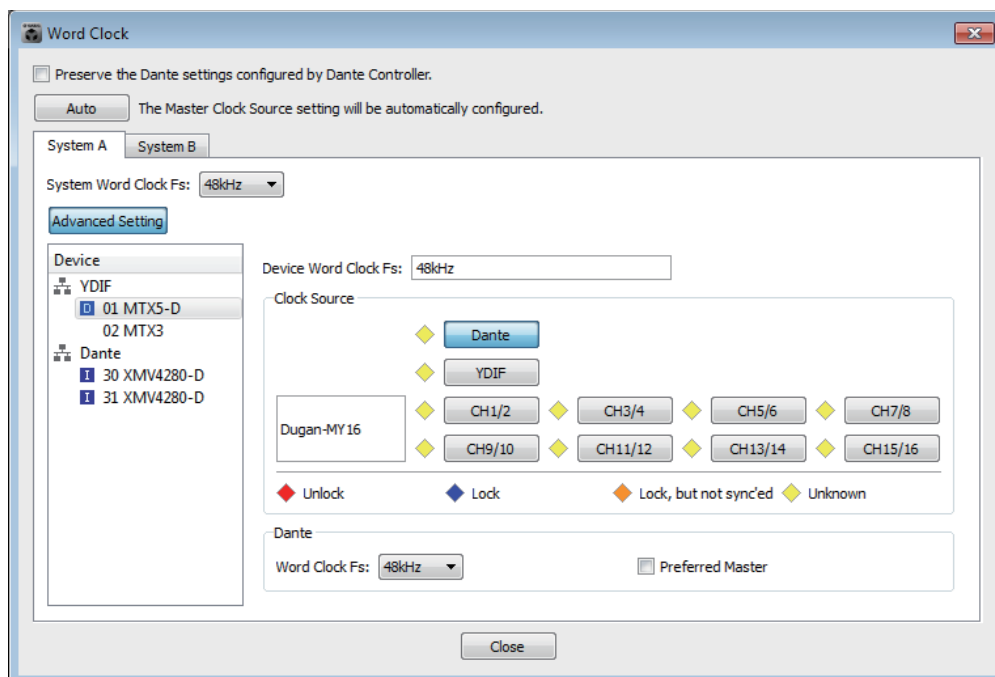 Word Clock
Preserve the Dante settings configured by Dante Controller.
Auto The Master Clock Source setting will be automatically configured.
System A System B
System Word Clock Fs: 48kHz
Advanced Setting
Device
YDIF
D 01 MTX5-D
02 MTX3
Dante
I 30 XMV4280-D
I 31 XMV4280-D
Device Word Clock Fs: 48kHz
Clock Source
Dante
YDIF
Dugan-MY16
CH1/2 CH3/4 CH5/6 CH7/8
CH9/10 CH11/12 CH13/14 CH15/16
Unlock Lock Lock, but not sync'ed Unknown
Dante
Word Clock Fs: 48kHz Preferred Master
Close